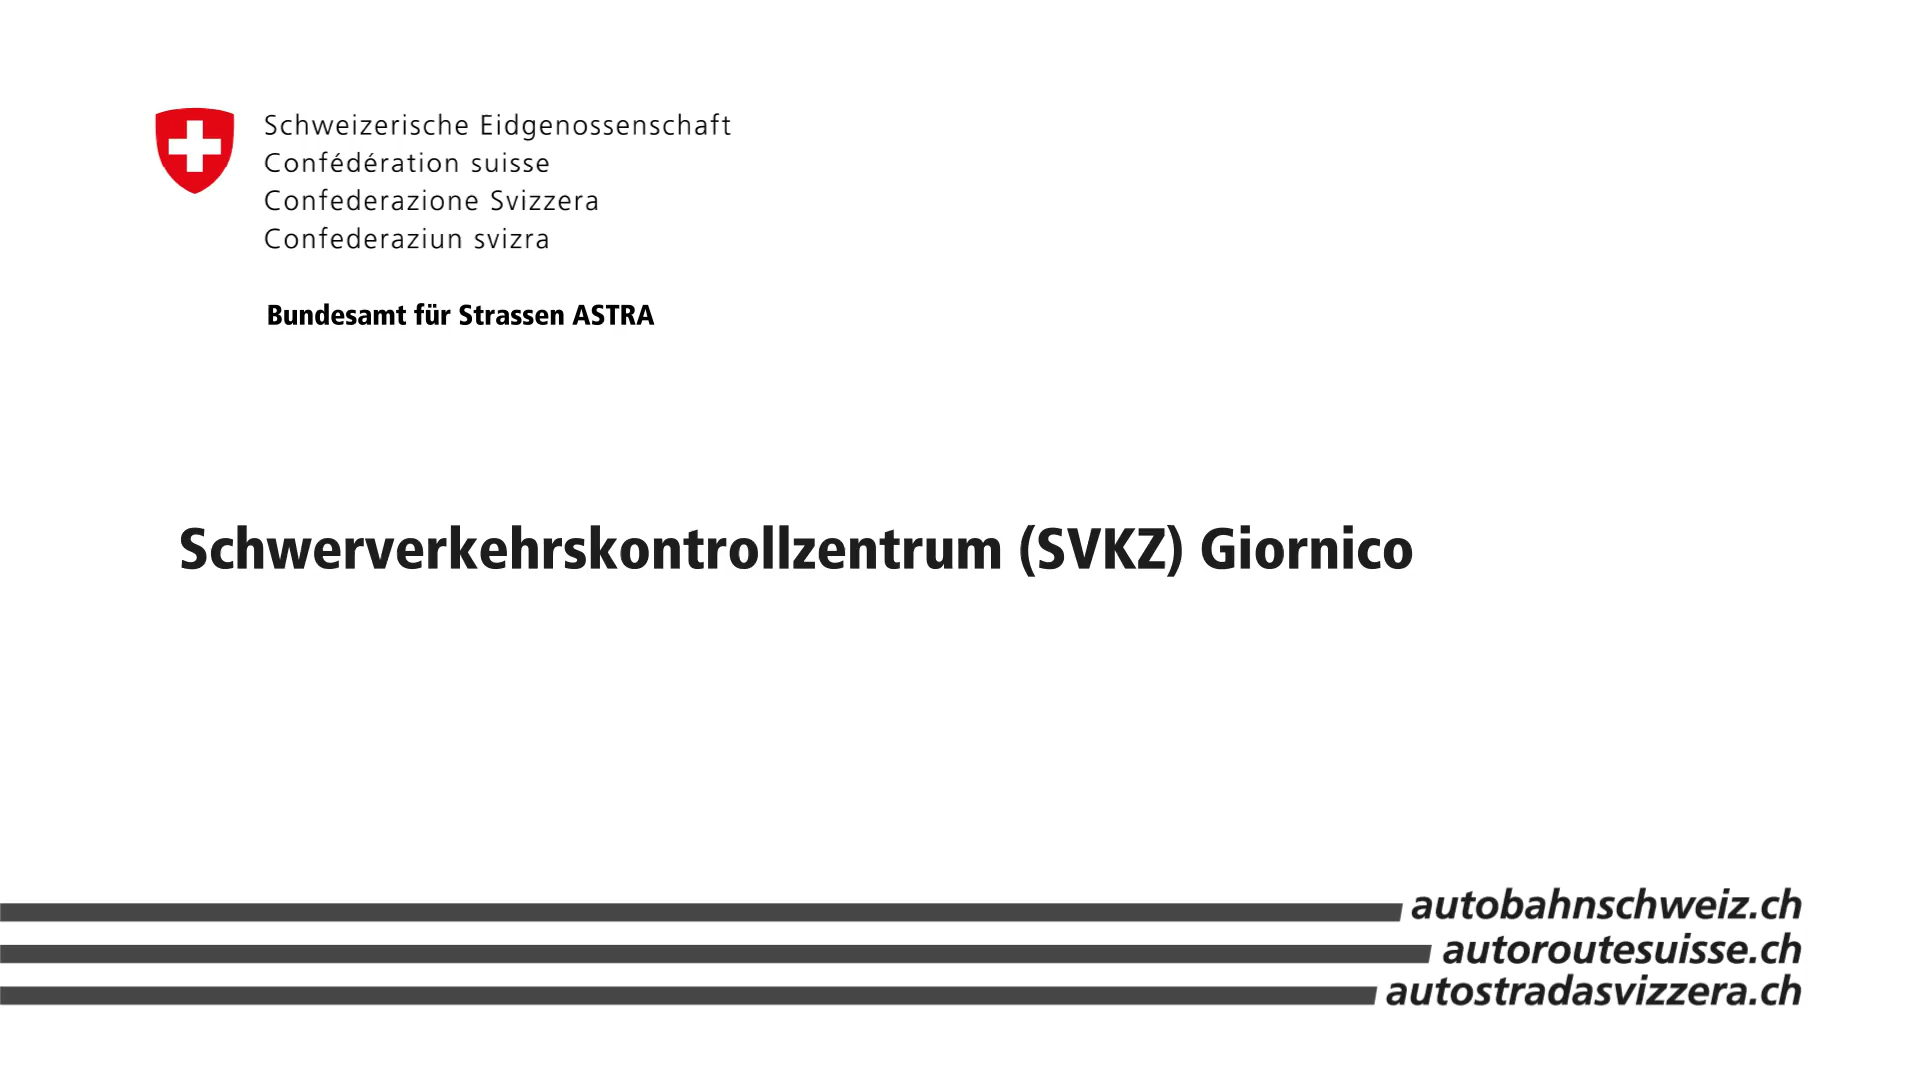 Schweizerische Eidgenossenschaft
Confédération suisse
Confederazione Svizzera
Confederaziun svizra
Bundesamt für Strassen ASTRA
Schwerverkehrskontrollzentrum (SVKZ) Giornico
autobahnschweiz.ch
autoroutesuisse.ch
autostradasvizzera.ch